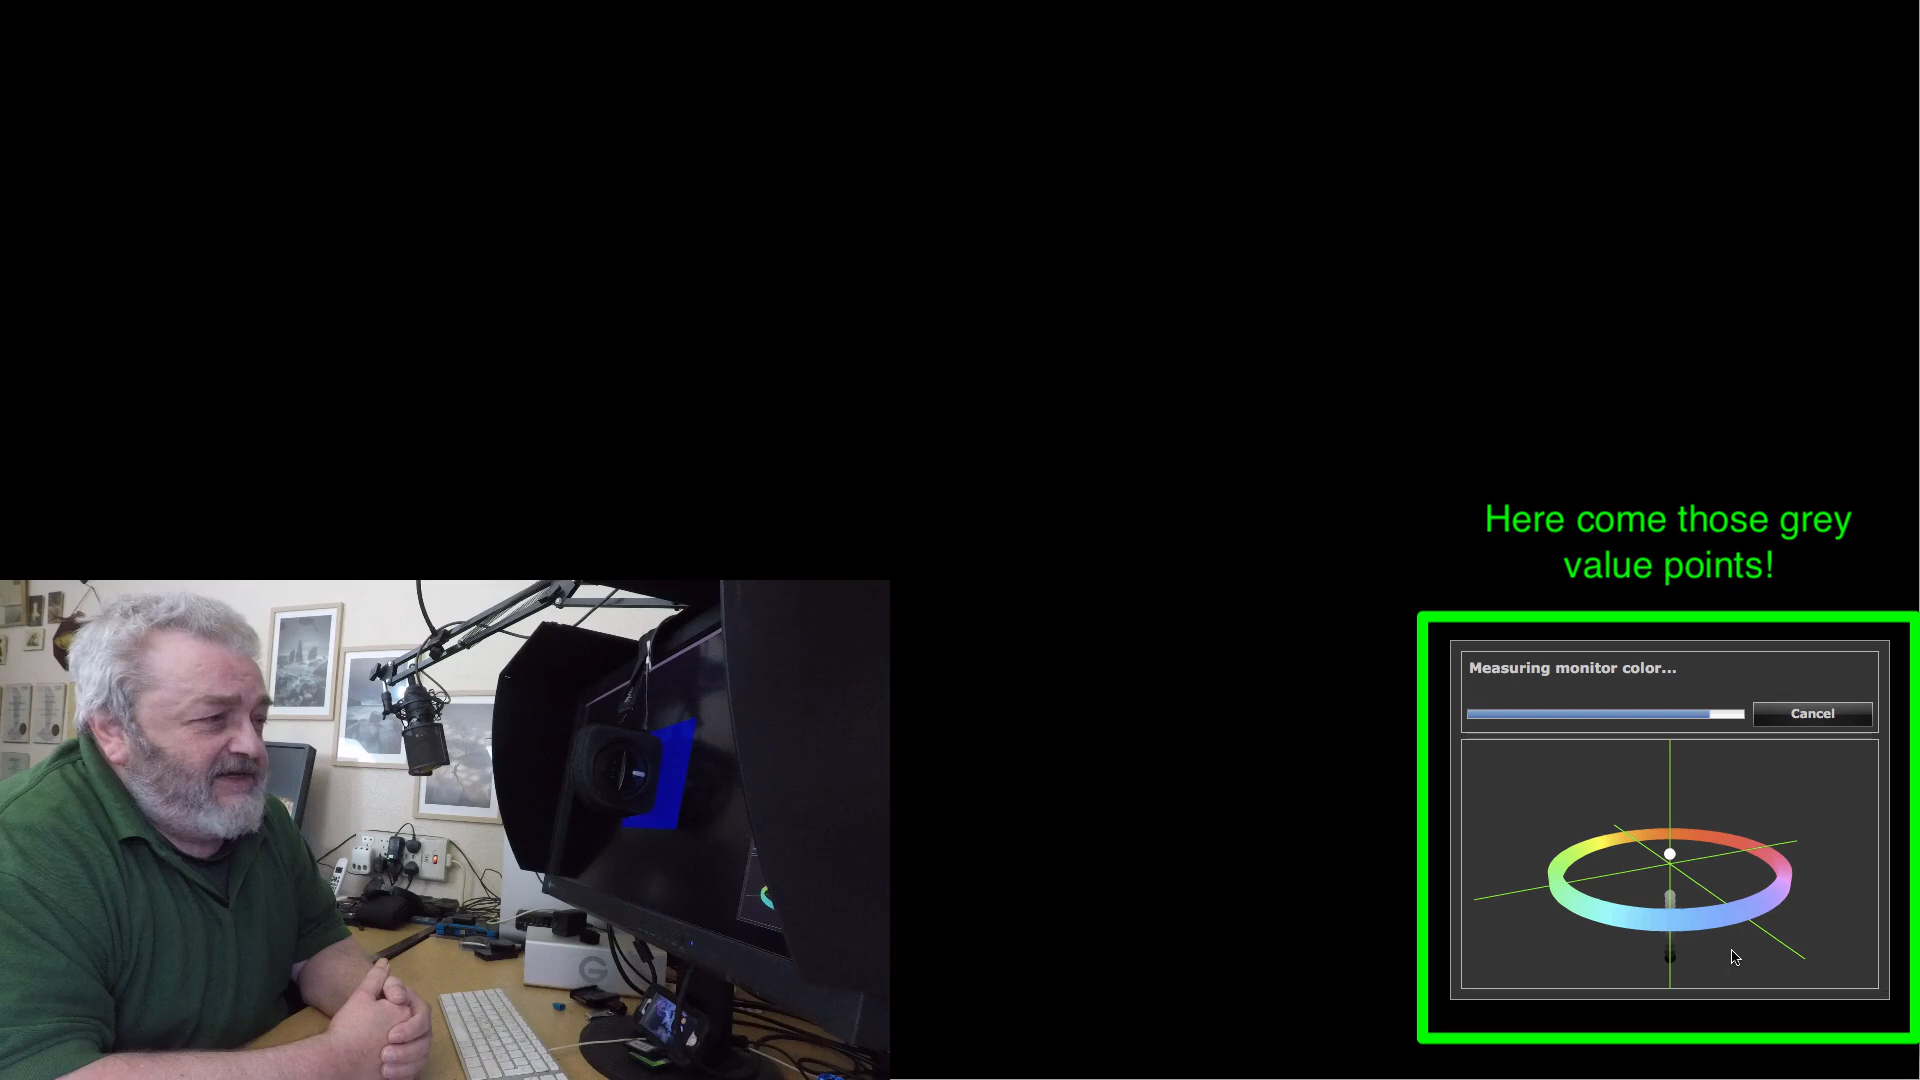 Here come those grey
value points!
Measuring monitor color...
Cancel
G